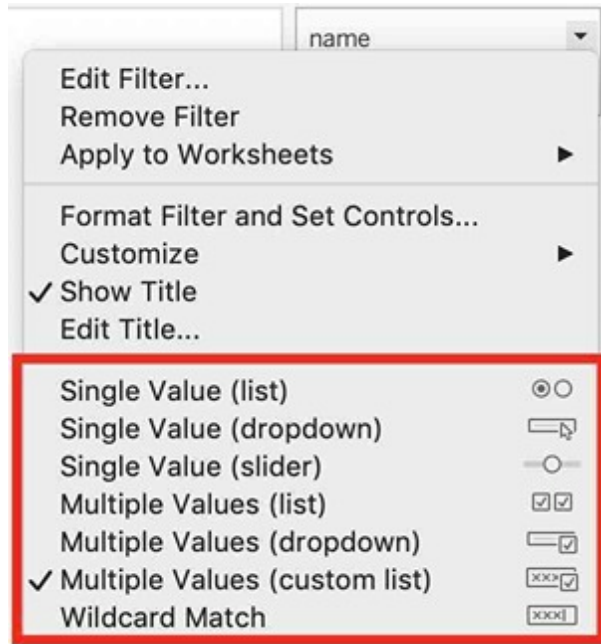 name
Edit Filter...
Remove Filter
Apply to Worksheets
Format Filter and Set Controls...
Customize
Show Title
Edit Title...
Single Value (list)
Single Value (dropdown)
Single Value (slider)
Multiple Values (list)
Multiple Values (dropdown)
Multiple Values (custom list)
Wildcard Match